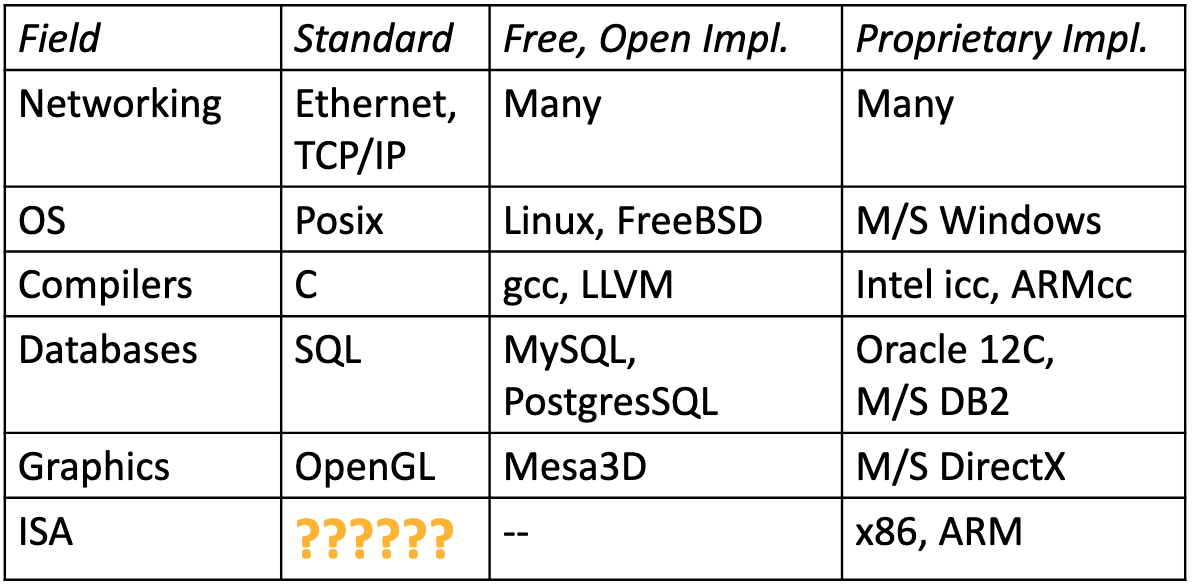 Field Standard Free, Open Impl. Proprietary Impl.
Networking Ethernet, Many Many
TCP/IP
OS Posix Linux, FreeBSD M/S Windows
Compilers C gcc, LLVM Intel icc, ARMcc
Databases SQL MySQL, Oracle 12C,
PostgresSQL M/S DB2
Graphics OpenGL Mesa3D M/S DirectX
ISA ?????? -- x86, ARM